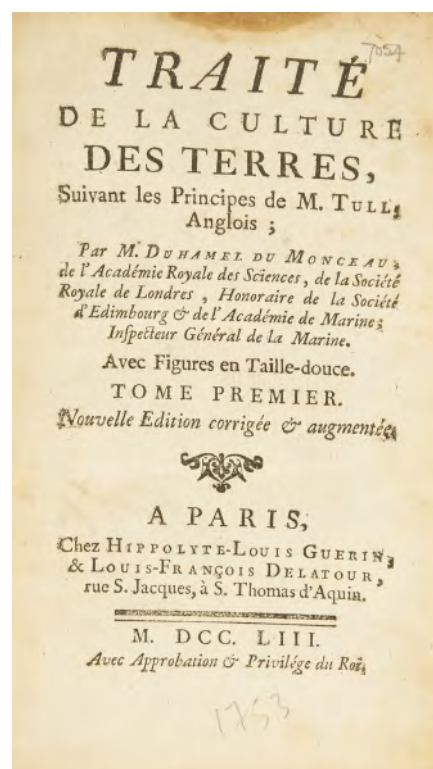 7054
TRAITÉ
DE LA CULTURE
DES TERRES,
Suivant les Principes de M. TULL,
Anglois ;
Par M. DUHAMEL DU MONCEAU,
de l'Académie Royale des Sciences, de la Société
Royale de Londres, Honoraire de la Société
d'Edimbourg & de l'Académie de Marine ;
Inſpecteur Général de la Marine.
Avec Figures en Taille-douce.
TOME PREMIER.
Nouvelle Edition corrigée & augmentée,
A PARIS,
Chez HIPPOLYTE-LOUIS GUERIN,
& LOUIS-FRANÇOIS DELATOUR,
rue S. Jacques, à S. Thomas d'Aquin.
M. DCC. LIII.
Avec Approbation & Privilége du Roi,
1753